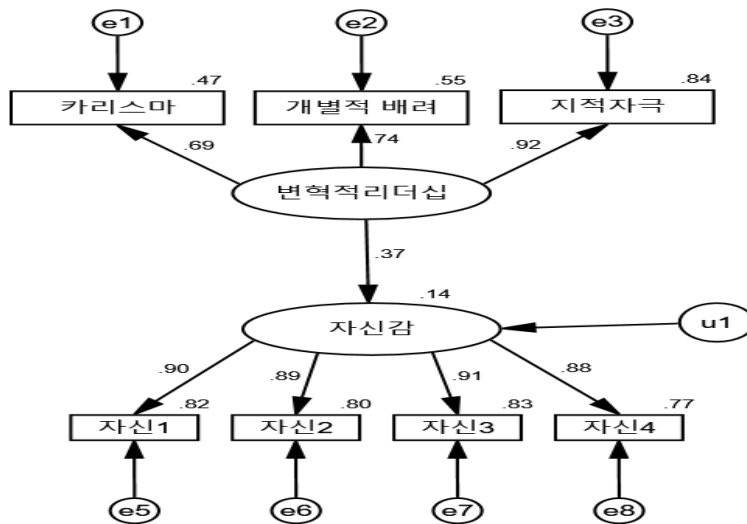 e1
e2
e3
.47
.55
.84
카리스마
개별적 배려
지적자극
.69
.74
.92
변혁적리더십
.37
.14
자신감
u1
.90
.89
.91
.88
.82
.80
.83
.77
자신1
자신2
자신3
자신4
e5
e6
e7
e8